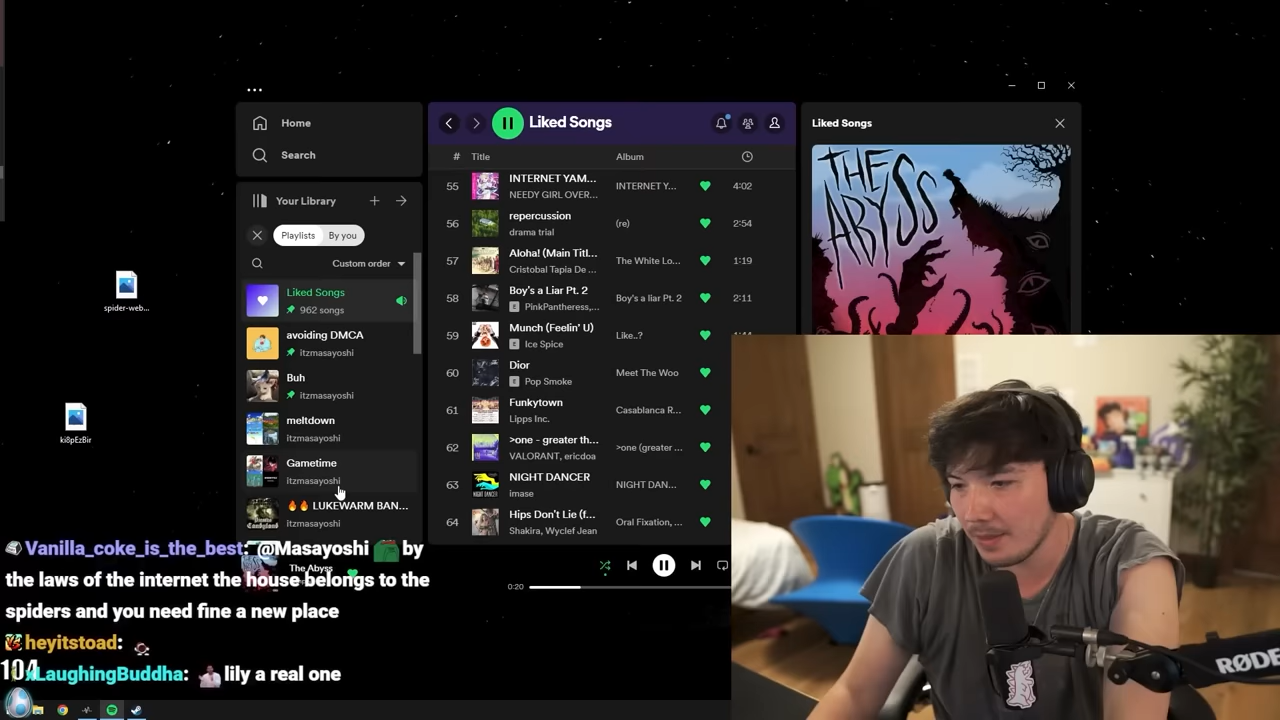 Home
Search
Your Library
Playlists
By you
Custom order
Liked Songs
962 songs
avoiding DMCA
itzmasayoshi
Buh
itzmasayoshi
meltdown
itzmasayoshi
Gametime
itzmasayoshi
🔥🔥 LUKEWARM BAN...
itzmasayoshi
The Abyss
Liked Songs
# Title Album
55 INTERNET YAM... INTERNET Y... 4:02
NEEDY GIRL OVER...
56 repercussion (re) 2:54
drama trial
57 Aloha! (Main Titl... The White Lo... 1:19
Cristobal Tapia De ...
58 Boy's a Liar Pt. 2 Boy's a liar Pt. 2 2:11
E PinkPantheress,...
59 Munch (Feelin' U) Like..?
E Ice Spice
60 Dior Meet The Woo
E Pop Smoke
61 Funkytown Casablanca R...
Lipps Inc.
62 >one - greater th... >one (greater ...
VALORANT, ericdoa
63 NIGHT DANCER NIGHT DAN...
imase
64 Hips Don't Lie (f... Oral Fixation, ...
Shakira, Wyclef Jean
0:20
Liked Songs
THE
ABYSS
spider-web...
ki8pEzBir
Vanilla_coke_is_the_best: @Masayoshi by
the laws of the internet the house belongs to the
spiders and you need fine a new place
heyitstoad:
LaughingBuddha: lily a real one
104
RØDE